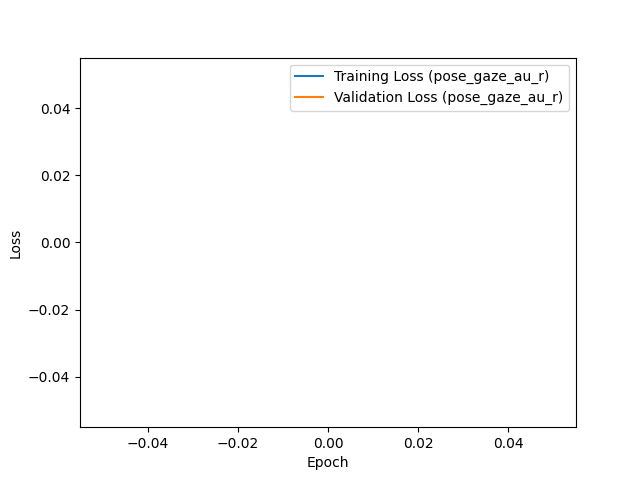 Training Loss (pose_gaze_au_r)
Validation Loss (pose_gaze_au_r)
0.04
0.02
0.00
−0.02
−0.04
Loss
−0.04 −0.02 0.00 0.02 0.04
Epoch